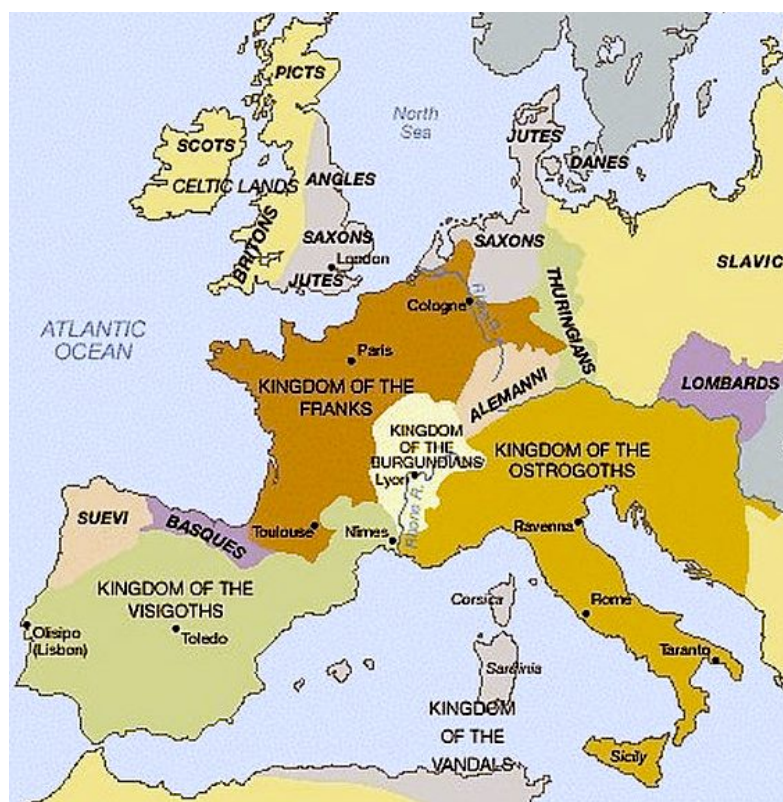 PICTS
North
Sea
SCOTS
CELTIC LANDS
ANGLES
JUTES
DANES
BRITONS
SAXONS
London
JUTES
SAXONS
THURINGIANS
SLAVIC
ATLANTIC
OCEAN
Cologne
Rhine R.
Paris
KINGDOM OF THE
FRANKS
ALEMANNI
LOMBARDS
KINGDOM
OF THE
BURGUNDIANS
Lyon
Rhone R.
KINGDOM OF THE
OSTROGOTHS
SUEVI
BASQUES
Toulouse
Nimes
Ravenna
KINGDOM OF THE
VISIGOTHS
Corsica
Rome
Olisipo
(Lisbon)
Toledo
Sardinia
Taranto
KINGDOM
OF THE
VANDALS
Sicily